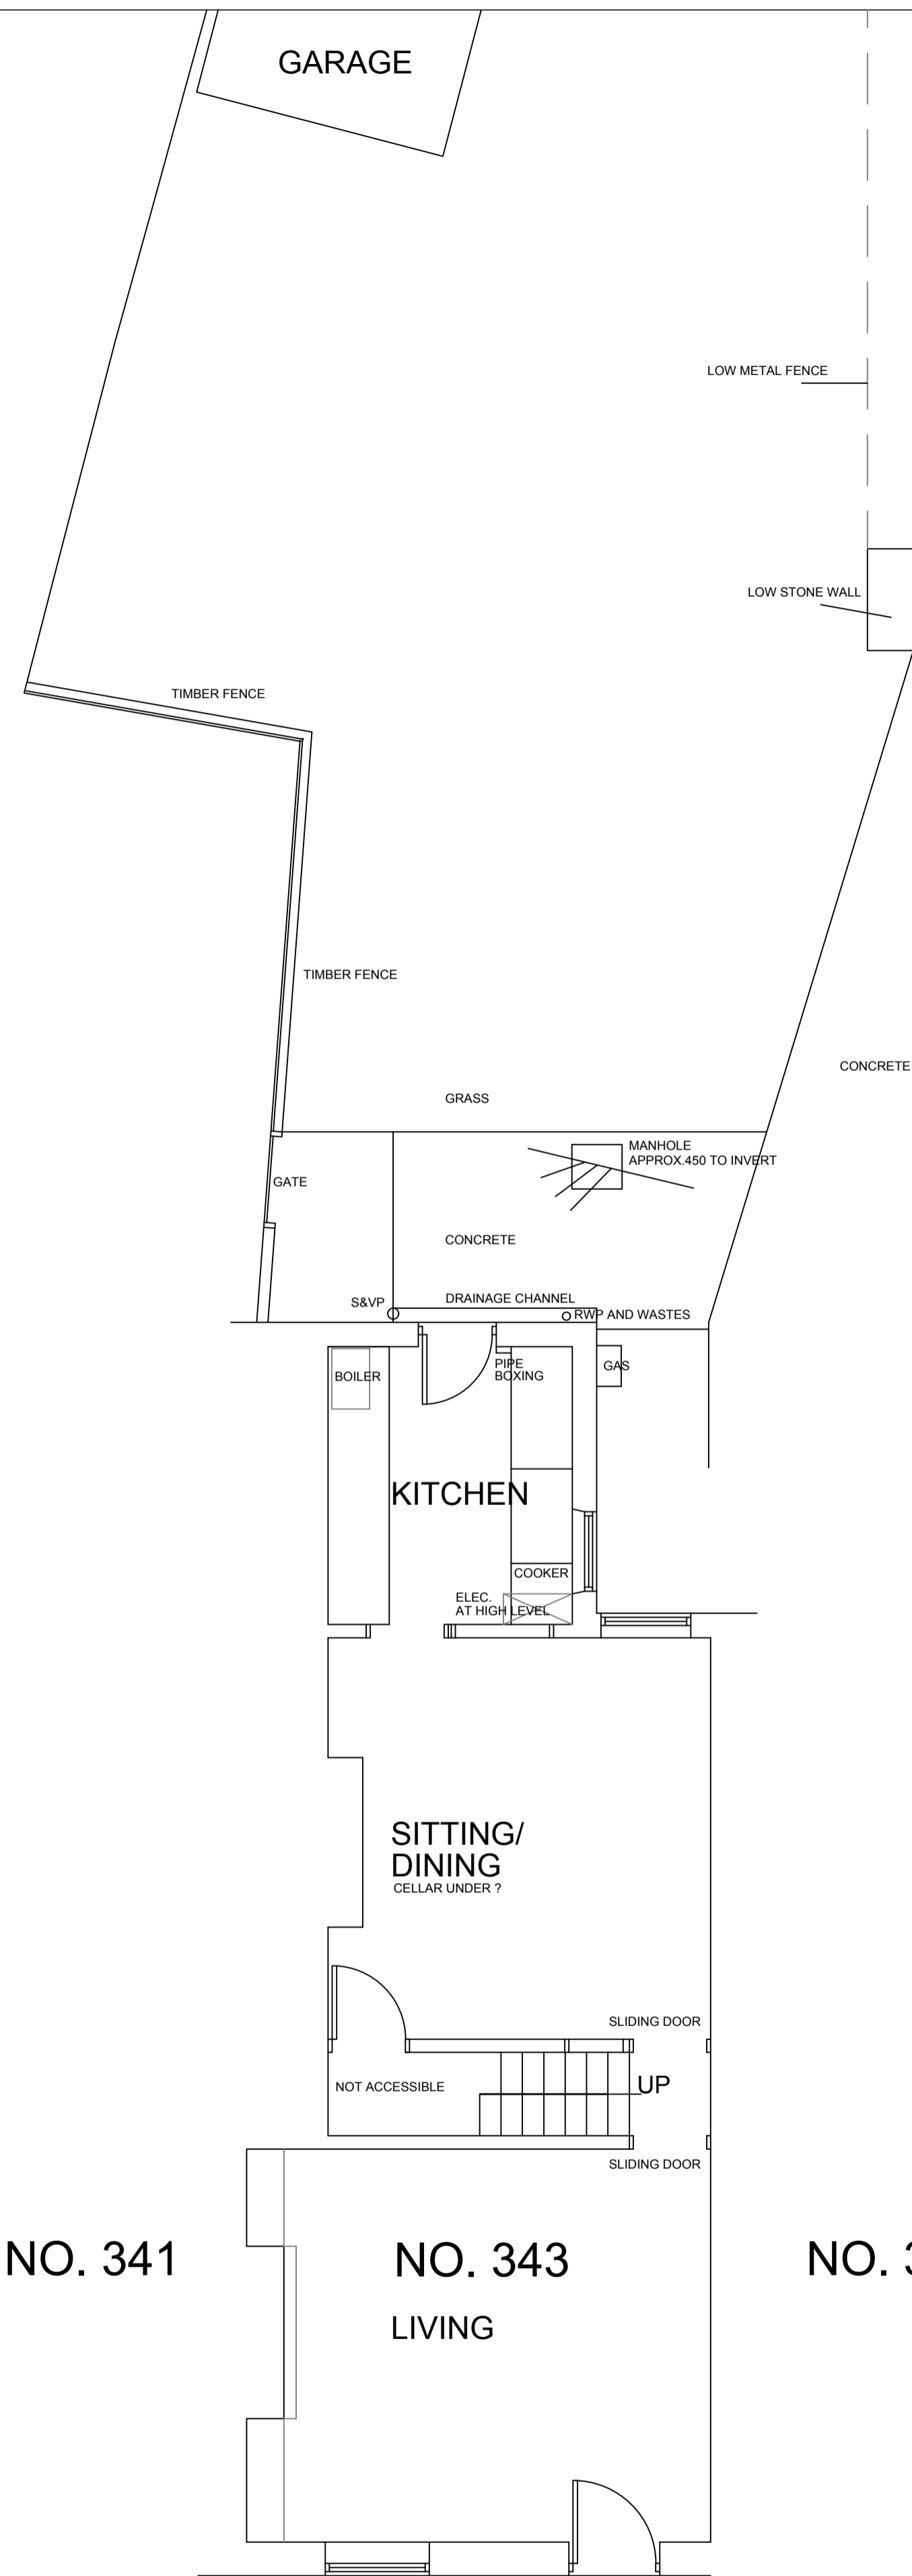 GARAGE
LOW METAL FENCE
LOW STONE WALL
TIMBER FENCE
TIMBER FENCE
CONCRETE
GRASS
MANHOLE
APPROX.450 TO INVERT
GATE
CONCRETE
DRAINAGE CHANNEL
S&VP
RWP AND WASTES
PIPE
BOXING
GAS
BOILER
KITCHEN
COOKER
ELEC.
AT HIGH LEVEL
SITTING/
DINING
CELLAR UNDER ?
SLIDING DOOR
UP
NOT ACCESSIBLE
SLIDING DOOR
NO. 341
NO. 343
NO.
LIVING